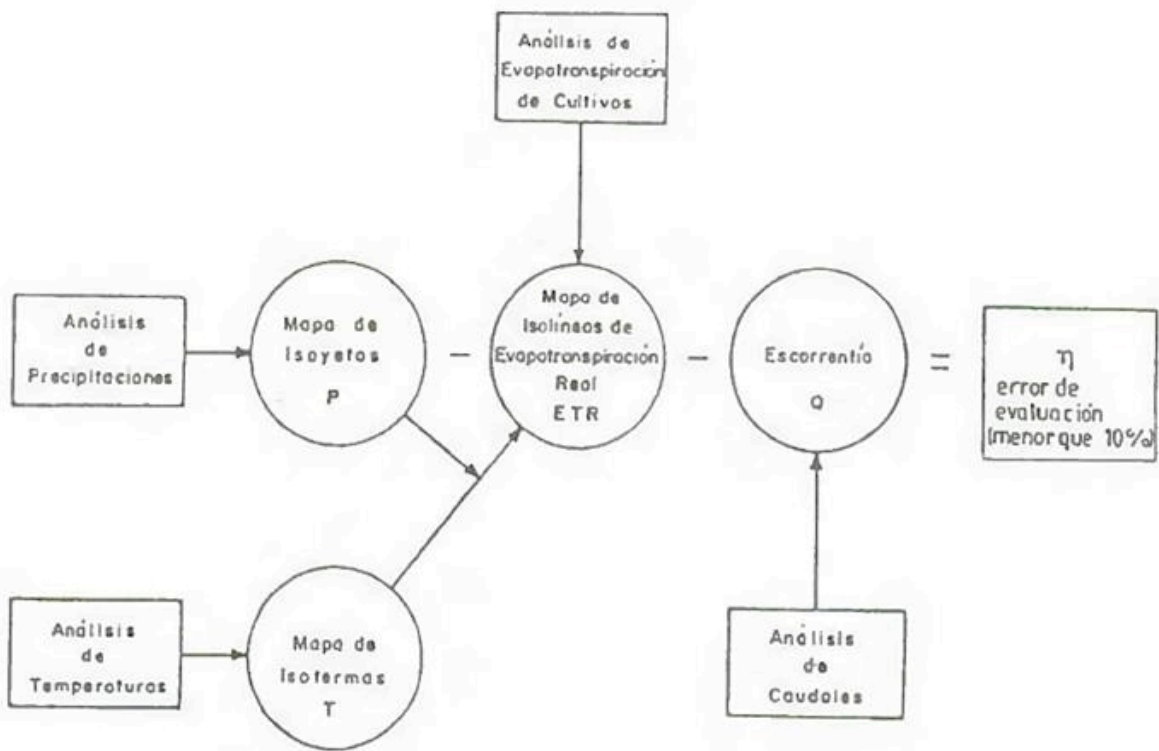 Análisis de
Evapotranspiración
de Cultivos
Análisis
de
Precipitaciones
Mapa de
Isoyetas
P
-
Mapa de
Isolíneas de
Evapotranspiración
Real
ETR
-
Escorrentía
Q
=
η
error de
evaluación
(menor que 10%)
Análisis
de
Temperaturas
Mapa de
Isotermas
T
Análisis
de
Caudales